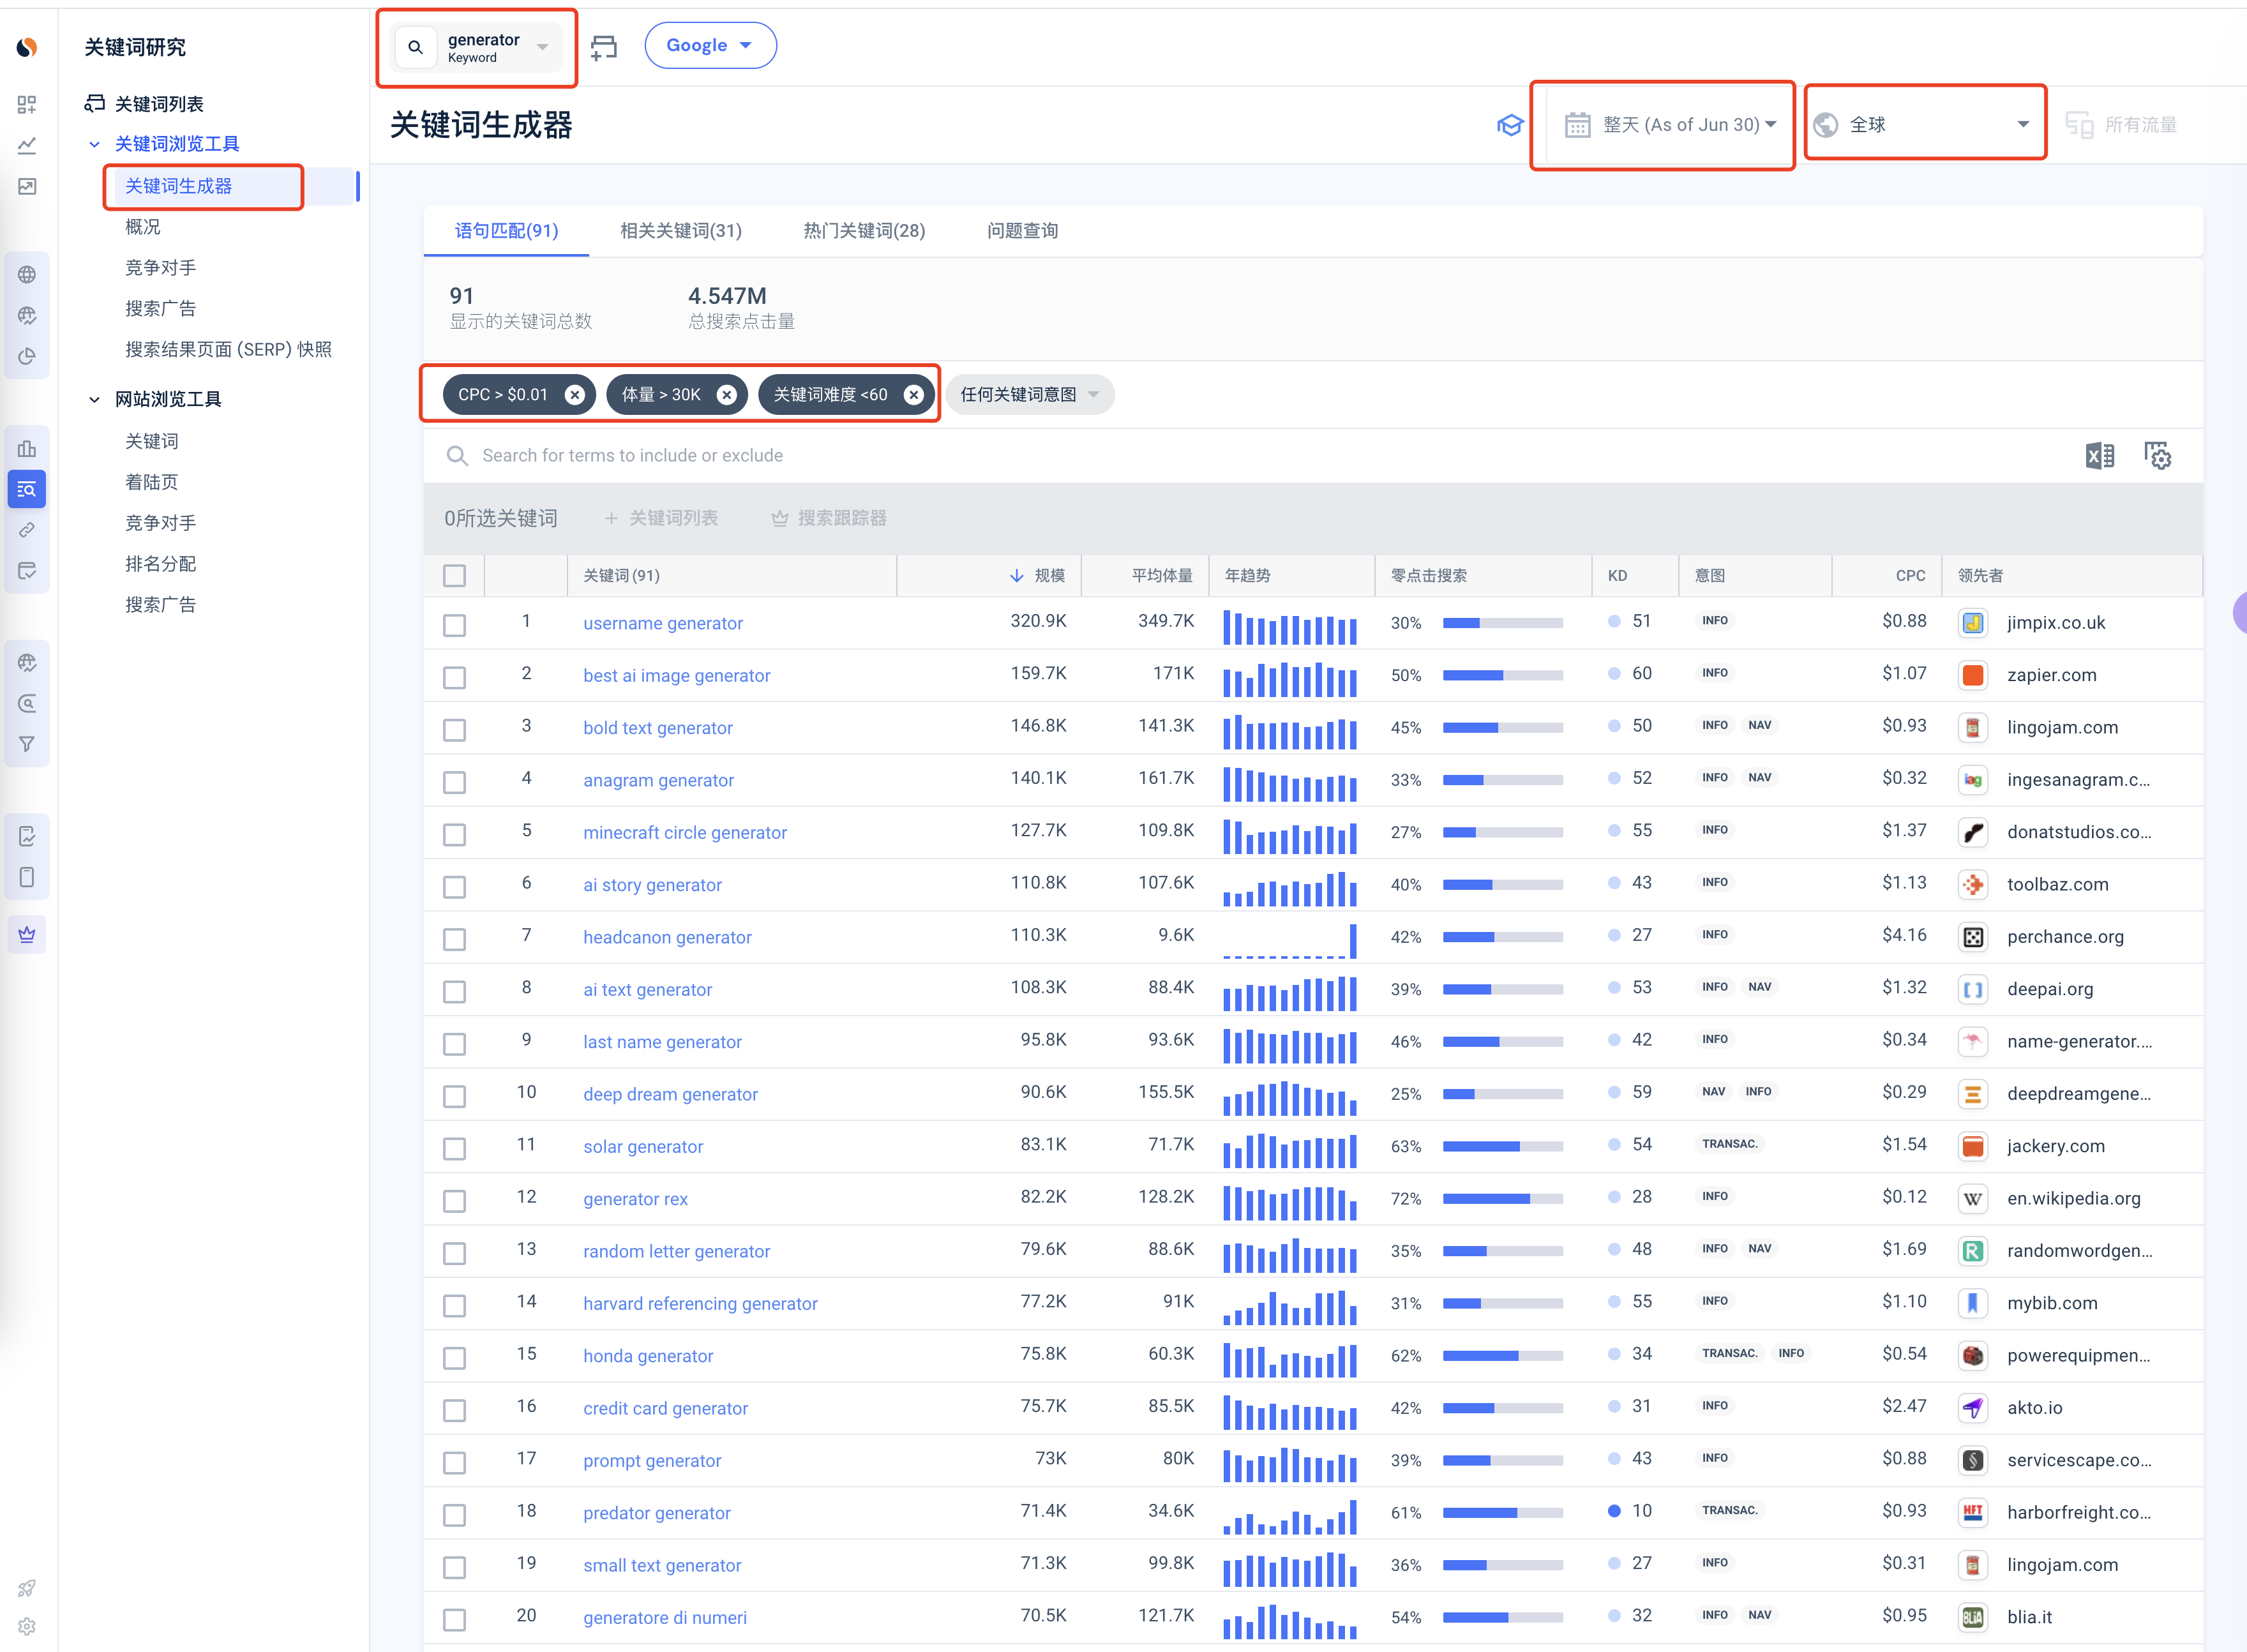 关键词研究
关键词列表
关键词浏览工具
关键词生成器
概况
竞争对手
搜索广告
搜索结果页面 (SERP) 快照
网站浏览工具
关键词
着陆页
竞争对手
排名分配
搜索广告
generator
Keyword
Google
关键词生成器
整天 (As of Jun 30)
全球
所有流量
语句匹配(91) 相关关键词(31) 热门关键词(28) 问题查询
91 4.547M
显示的关键词总数 总搜索点击量
CPC > $0.01 体量 > 30K 关键词难度 <60 任何关键词意图
Search for terms to include or exclude
0所选关键词 + 关键词列表 搜索跟踪器
关键词 (91) 规模 平均体量 年趋势 零点击搜索 KD 意图 CPC 领先者
1 username generator 320.9K 349.7K 30% 51 INFO $0.88 jimpix.co.uk
2 best ai image generator 159.7K 171K 50% 60 INFO $1.07 zapier.com
3 bold text generator 146.8K 141.3K 45% 50 INFO NAV $0.93 lingojam.com
4 anagram generator 140.1K 161.7K 33% 52 INFO NAV $0.32 ingesanagram.c...
5 minecraft circle generator 127.7K 109.8K 27% 55 INFO $1.37 donatstudios.co...
6 ai story generator 110.8K 107.6K 40% 43 INFO $1.13 toolbaz.com
7 headcanon generator 110.3K 9.6K 42% 27 INFO $4.16 perchance.org
8 ai text generator 108.3K 88.4K 39% 53 INFO NAV $1.32 deepai.org
9 last name generator 95.8K 93.6K 46% 42 INFO $0.34 name-generator....
10 deep dream generator 90.6K 155.5K 25% 59 NAV INFO $0.29 deepdreamgene...
11 solar generator 83.1K 71.7K 63% 54 TRANSAC. $1.54 jackery.com
12 generator rex 82.2K 128.2K 72% 28 INFO $0.12 en.wikipedia.org
13 random letter generator 79.6K 88.6K 35% 48 INFO NAV $1.69 randomwordgen...
14 harvard referencing generator 77.2K 91K 31% 55 INFO $1.10 mybib.com
15 honda generator 75.8K 60.3K 62% 34 TRANSAC. INFO $0.54 powerequipmen...
16 credit card generator 75.7K 85.5K 42% 31 INFO $2.47 akto.io
17 prompt generator 73K 80K 39% 43 INFO $0.88 servicescape.co...
18 predator generator 71.4K 34.6K 61% 10 TRANSAC. $0.93 harborfreight.co...
19 small text generator 71.3K 99.8K 36% 27 INFO $0.31 lingojam.com
20 generatore di numeri 70.5K 121.7K 54% 32 INFO NAV $0.95 blia.it